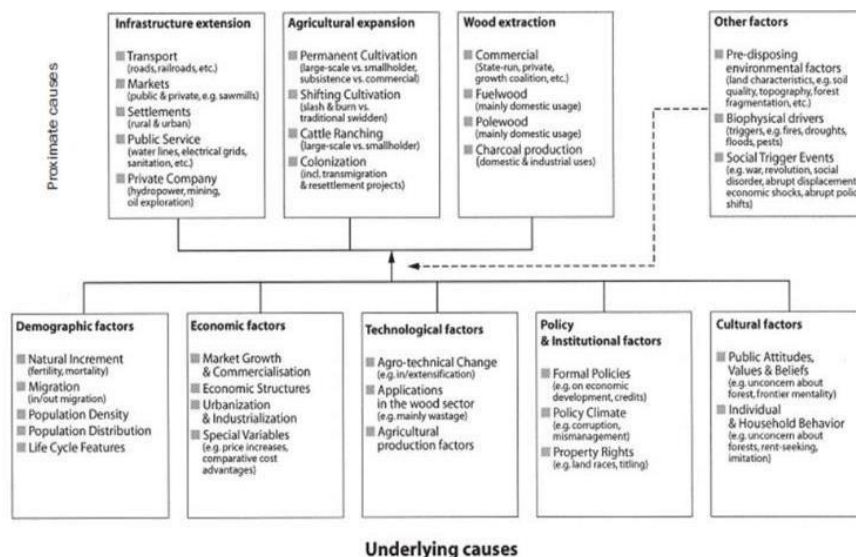 Proximate causes
Infrastructure extension
Transport
(roads, railroads, etc.)
Markets
(public & private, e.g. sawmills)
Settlements
(rural & urban)
Public Service
(water lines, electrical grids,
sanitation, etc.)
Private Company
(hydropower, mining,
oil exploration)
Agricultural expansion
Permanent Cultivation
(large-scale vs. smallholder,
subsistence vs. commercial)
Shifting Cultivation
(slash & burn vs.
traditional swidden)
Cattle Ranching
(large-scale vs. smallholder)
Colonization
(incl. transmigration
& resettlement projects)
Wood extraction
Commercial
(State-run, private,
growth coalition, etc.)
Fuelwood
(mainly domestic usage)
Polewood
(mainly domestic usage)
Charcoal production
(domestic & industrial uses)
Other factors
Pre-disposing
environmental factors
(land characteristics, e.g. soil
quality, topography, forest
fragmentation, etc.)
Biophysical drivers
(triggers, e.g. fires, droughts,
floods, pests)
Social Trigger Events
(e.g. war, revolution, social
disorder, abrupt displacement
economic shocks, abrupt polic
shifts)
Demographic factors
Natural Increment
(fertility, mortality)
Migration
(in/out migration)
Population Density
Population Distribution
Life Cycle Features
Economic factors
Market Growth
& Commercialisation
Economic Structures
Urbanization
& Industrialization
Special Variables
(e.g. price increases,
comparative cost
advantages)
Technological factors
Agro-technical Change
(e.g. in/extensification)
Applications
in the wood sector
(e.g. mainly wastage)
Agricultural
production factors
Policy
& Institutional factors
Formal Policies
(e.g. on economic
development, credits)
Policy Climate
(e.g. corruption,
mismanagement)
Property Rights
(e.g. land races, titling)
Cultural factors
Public Attitudes,
Values & Beliefs
(e.g. unconcern about
forest, frontier mentality)
Individual
& Household Behavior
(e.g. unconcern about
forests, rent-seeking,
imitation)
Underlying causes